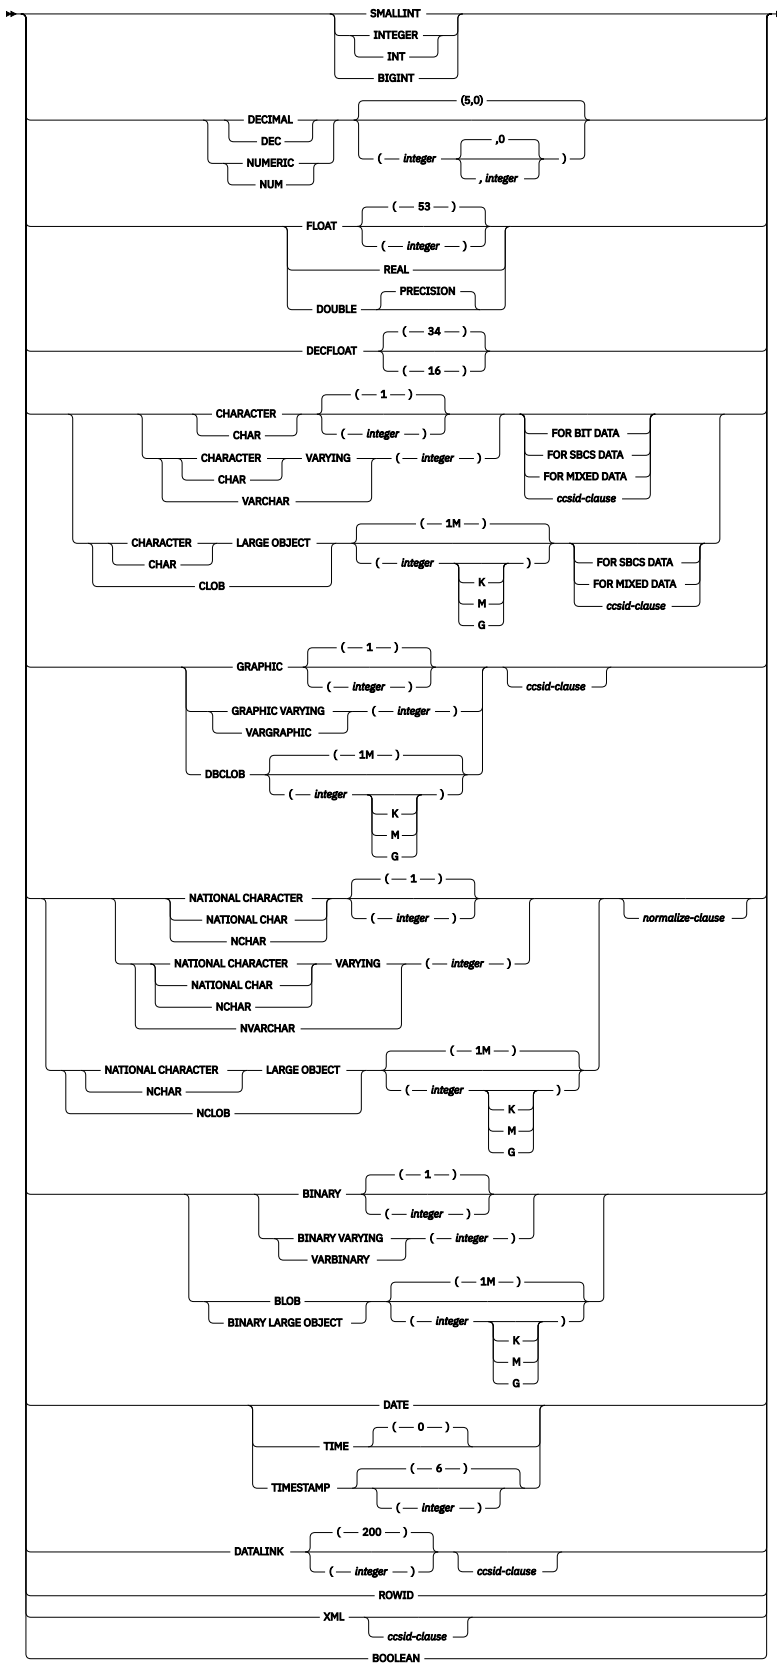 SMALLINT
INTEGER
INT
BIGINT
(5,0)
DECIMAL
DEC
,0
NUMERIC
( integer )
NUM
, integer
( 53 )
FLOAT
( integer )
REAL
PRECISION
DOUBLE
( 34 )
DECFLOAT
( 16 )
( 1 )
CHARACTER
CHAR
( integer )
FOR BIT DATA
CHARACTER VARYING ( integer )
FOR SBCS DATA
CHAR
FOR MIXED DATA
VARCHAR
ccsid-clause
( 1M )
CHARACTER LARGE OBJECT
CHAR
( integer )
FOR SBCS DATA
CLOB
K
FOR MIXED DATA
M
ccsid-clause
G
( 1 )
GRAPHIC
( integer )
ccsid-clause
GRAPHIC VARYING ( integer )
VARGRAPHIC
( 1M )
DBCLOB
( integer )
K
M
G
( 1 )
NATIONAL CHARACTER
NATIONAL CHAR
( integer )
normalize-clause
NCHAR
NATIONAL CHARACTER VARYING ( integer )
NATIONAL CHAR
NCHAR
NVARCHAR
( 1M )
NATIONAL CHARACTER LARGE OBJECT
NCHAR
( integer )
NCLOB
K
M
G
( 1 )
BINARY
( integer )
BINARY VARYING ( integer )
VARBINARY
( 1M )
BLOB
BINARY LARGE OBJECT
( integer )
K
M
G
DATE
( 0 )
TIME
( 6 )
TIMESTAMP
( integer )
( 200 )
DATALINK
( integer )
ccsid-clause
ROWID
XML
ccsid-clause
BOOLEAN